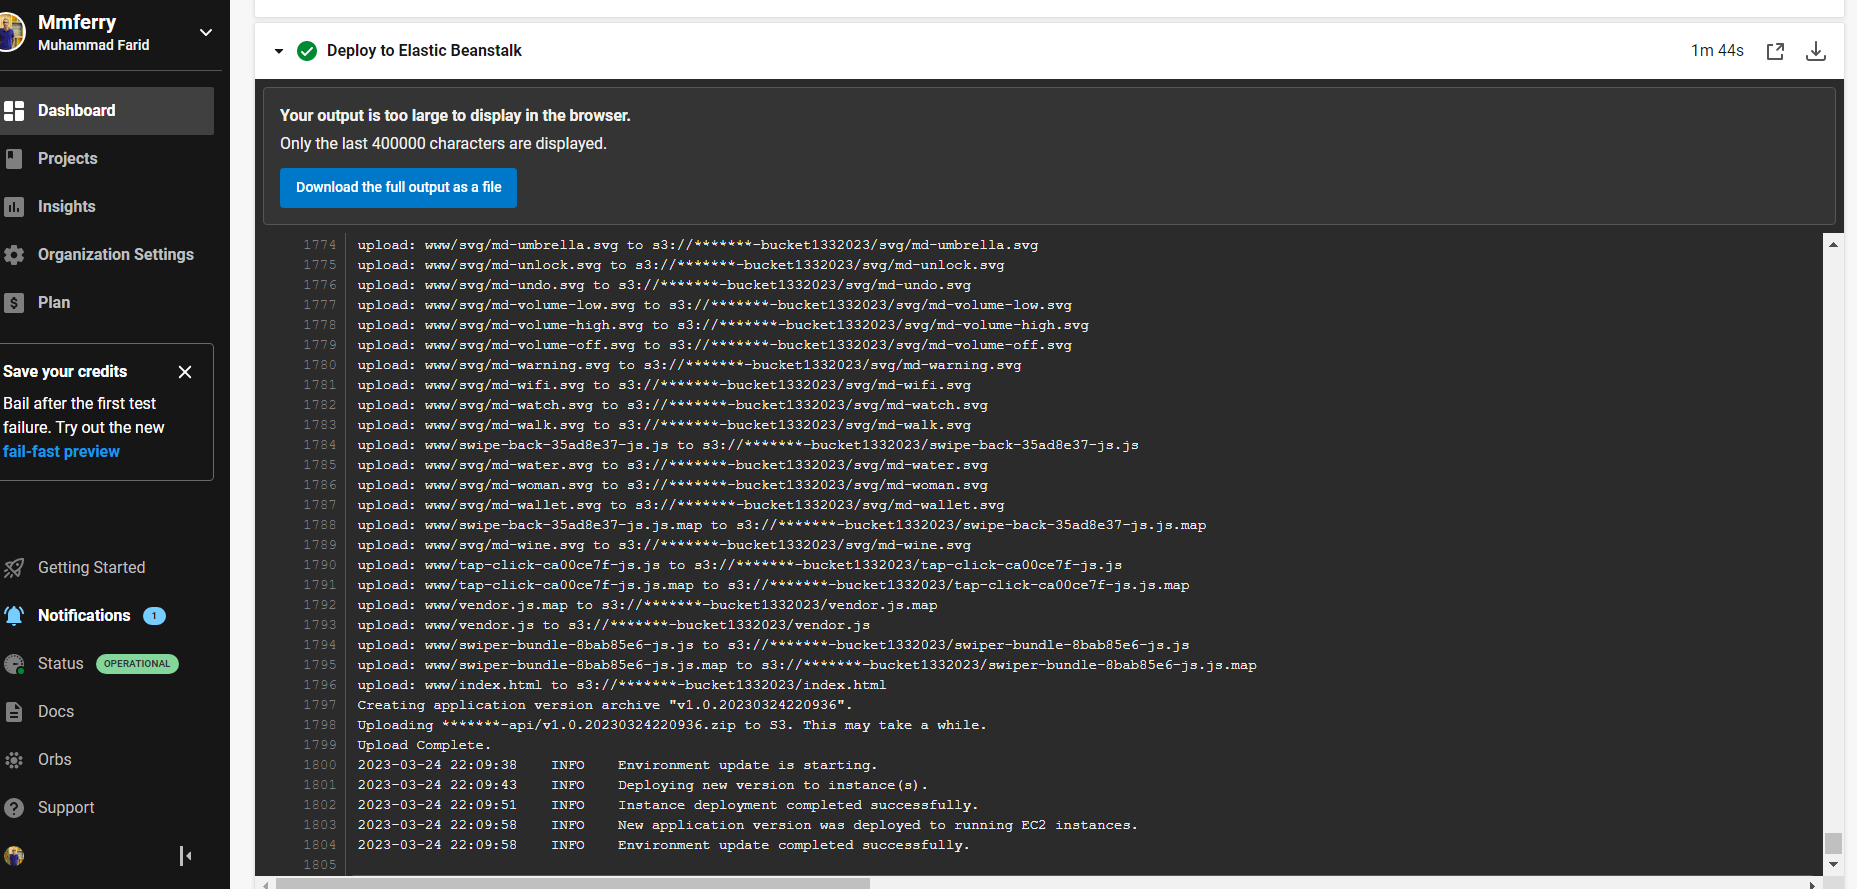 Mmferry
Muhammad Farid
Dashboard
Projects
Insights
Organization Settings
Plan
Save your credits
Bail after the first test
failure. Try out the new
fail-fast preview
Getting Started
Notifications 1
Status OPERATIONAL
Docs
Orbs
Support
Deploy to Elastic Beanstalk
1m 44s
Your output is too large to display in the browser.
Only the last 400000 characters are displayed.
Download the full output as a file
1774 upload: www/svg/md-umbrella.svg to s3://*******-bucket1332023/svg/md-umbrella.svg
1775 upload: www/svg/md-unlock.svg to s3://*******-bucket1332023/svg/md-unlock.svg
1776 upload: www/svg/md-undo.svg to s3://*******-bucket1332023/svg/md-undo.svg
1777 upload: www/svg/md-volume-low.svg to s3://*******-bucket1332023/svg/md-volume-low.svg
1778 upload: www/svg/md-volume-high.svg to s3://*******-bucket1332023/svg/md-volume-high.svg
1779 upload: www/svg/md-volume-off.svg to s3://*******-bucket1332023/svg/md-volume-off.svg
1780 upload: www/svg/md-warning.svg to s3://*******-bucket1332023/svg/md-warning.svg
1781 upload: www/svg/md-wifi.svg to s3://*******-bucket1332023/svg/md-wifi.svg
1782 upload: www/svg/md-watch.svg to s3://*******-bucket1332023/svg/md-watch.svg
1783 upload: www/svg/md-walk.svg to s3://*******-bucket1332023/svg/md-walk.svg
1784 upload: www/swipe-back-35ad8e37-js.js to s3://*******-bucket1332023/swipe-back-35ad8e37-js.js
1785 upload: www/svg/md-water.svg to s3://*******-bucket1332023/svg/md-water.svg
1786 upload: www/svg/md-woman.svg to s3://*******-bucket1332023/svg/md-woman.svg
1787 upload: www/svg/md-wallet.svg to s3://*******-bucket1332023/svg/md-wallet.svg
1788 upload: www/swipe-back-35ad8e37-js.js.map to s3://*******-bucket1332023/swipe-back-35ad8e37-js.js.map
1789 upload: www/svg/md-wine.svg to s3://*******-bucket1332023/svg/md-wine.svg
1790 upload: www/tap-click-ca00ce7f-js.js to s3://*******-bucket1332023/tap-click-ca00ce7f-js.js
1791 upload: www/tap-click-ca00ce7f-js.js.map to s3://*******-bucket1332023/tap-click-ca00ce7f-js.js.map
1792 upload: www/vendor.js.map to s3://*******-bucket1332023/vendor.js.map
1793 upload: www/vendor.js to s3://*******-bucket1332023/vendor.js
1794 upload: www/swiper-bundle-8bab85e6-js.js to s3://*******-bucket1332023/swiper-bundle-8bab85e6-js.js
1795 upload: www/swiper-bundle-8bab85e6-js.js.map to s3://*******-bucket1332023/swiper-bundle-8bab85e6-js.js.map
1796 upload: www/index.html to s3://*******-bucket1332023/index.html
1797 Creating application version archive "v1.0.20230324220936".
1798 Uploading *******-api/v1.0.20230324220936.zip to S3. This may take a while.
1799 Upload Complete.
1800 2023-03-24 22:09:38 INFO Environment update is starting.
1801 2023-03-24 22:09:43 INFO Deploying new version to instance(s).
1802 2023-03-24 22:09:51 INFO Instance deployment completed successfully.
1803 2023-03-24 22:09:58 INFO New application version was deployed to running EC2 instances.
1804 2023-03-24 22:09:58 INFO Environment update completed successfully.
1805